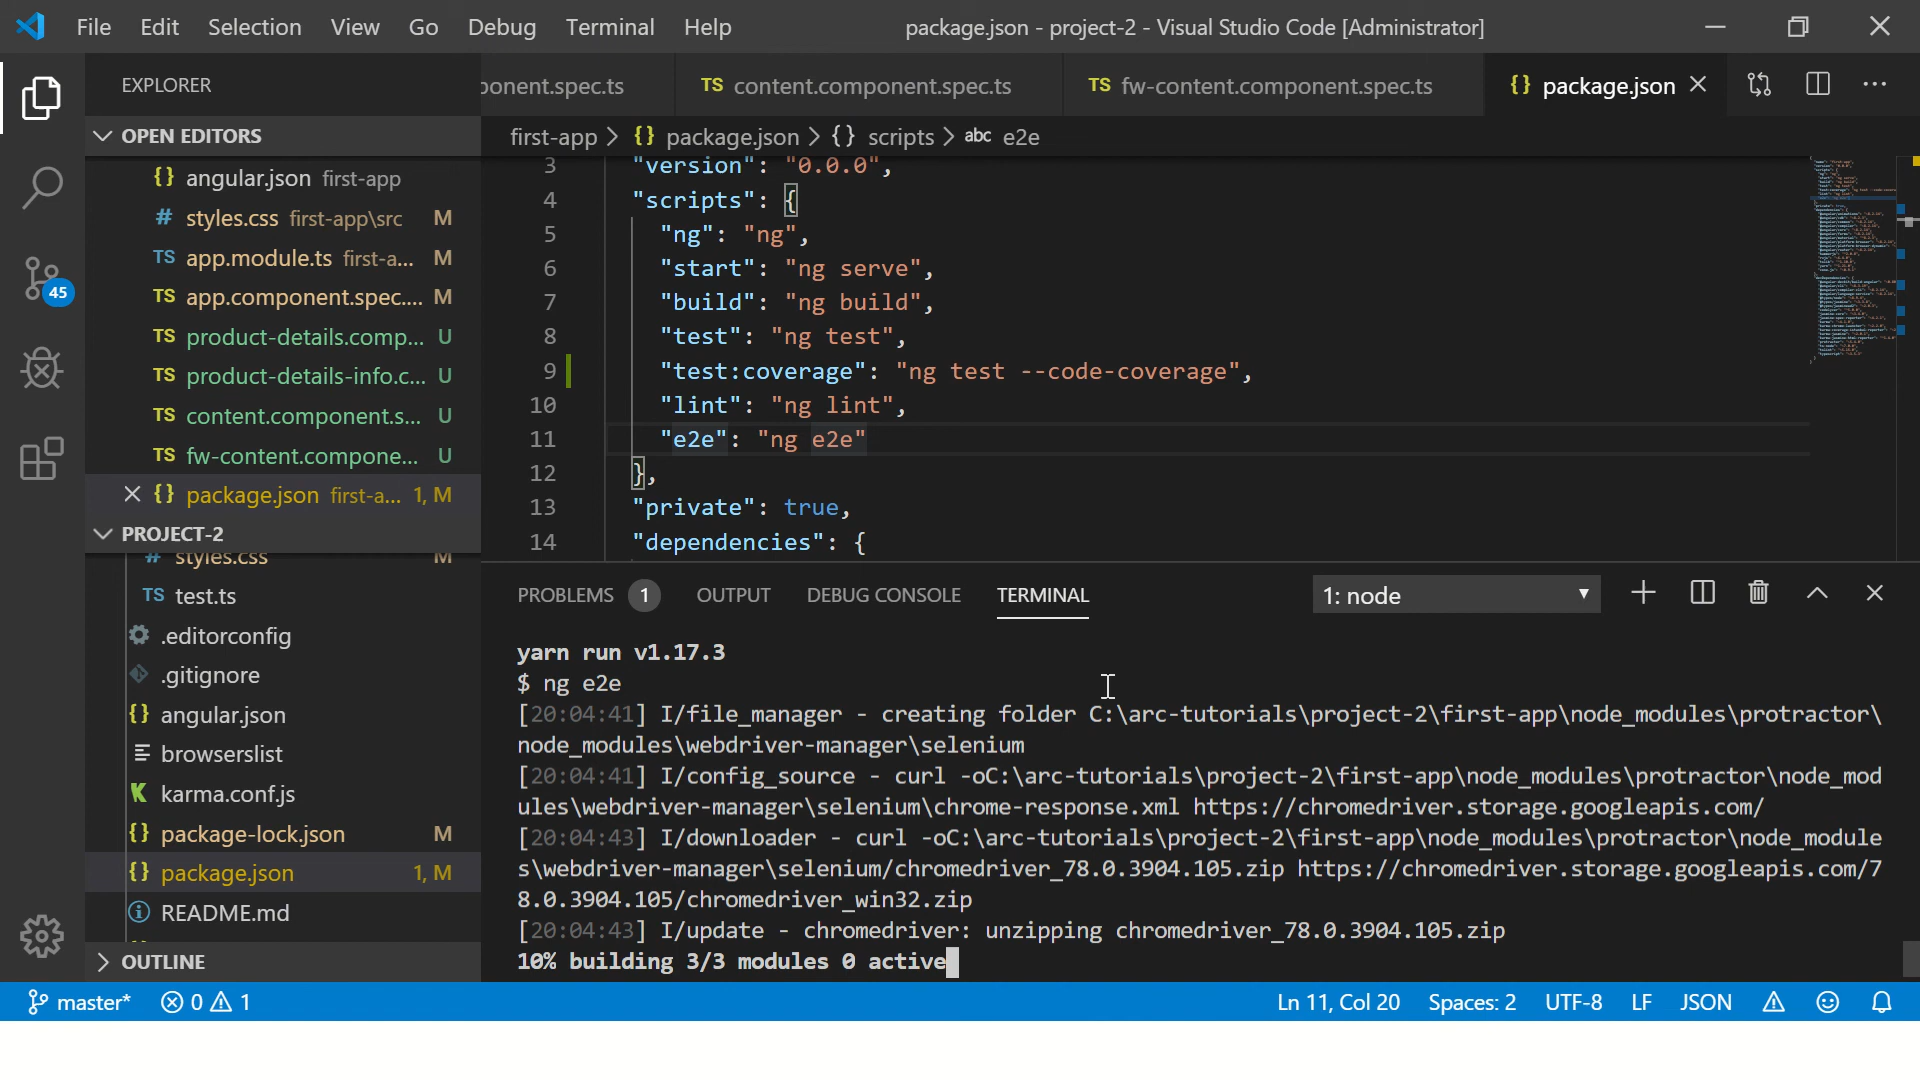 File Edit Selection View Go Debug Terminal Help package.json - project-2 - Visual Studio Code [Administrator]
EXPLORER
ponent.spec.ts TS content.component.spec.ts TS fw-content.component.spec.ts {} package.json
OPEN EDITORS
first-app > {} package.json > {} scripts > abc e2e
{} angular.json first-app
# styles.css first-app\src M
TS app.module.ts first-a... M
TS app.component.spec.... M
TS product-details.comp... U
TS product-details-info.c... U
TS content.component.s... U
TS fw-content.compone... U
{} package.json first-a... 1, M
45
PROJECT-2
# styles.css M
TS test.ts
.editorconfig
.gitignore
{} angular.json
browserslist
K karma.conf.js
{} package-lock.json M
{} package.json 1, M
README.md
OUTLINE
3 "version": "0.0.0",
4 "scripts": {
5 "ng": "ng",
6 "start": "ng serve",
7 "build": "ng build",
8 "test": "ng test",
9 "test:coverage": "ng test --code-coverage",
10 "lint": "ng lint",
11 "e2e": "ng e2e"
12 },
13 "private": true,
14 "dependencies": {
PROBLEMS 1 OUTPUT DEBUG CONSOLE TERMINAL 1: node
yarn run v1.17.3
$ ng e2e
[20:04:41] I/file_manager - creating folder C:\arc-tutorials\project-2\first-app\node_modules\protractor\
node_modules\webdriver-manager\selenium
[20:04:41] I/config_source - curl -oC:\arc-tutorials\project-2\first-app\node_modules\protractor\node_mod
ules\webdriver-manager\selenium\chrome-response.xml https://chromedriver.storage.googleapis.com/
[20:04:43] I/downloader - curl -oC:\arc-tutorials\project-2\first-app\node_modules\protractor\node_module
s\webdriver-manager\selenium/chromedriver_78.0.3904.105.zip https://chromedriver.storage.googleapis.com/7
8.0.3904.105/chromedriver_win32.zip
[20:04:43] I/update - chromedriver: unzipping chromedriver_78.0.3904.105.zip
10% building 3/3 modules 0 active
master* 0 1 Ln 11, Col 20 Spaces: 2 UTF-8 LF JSON